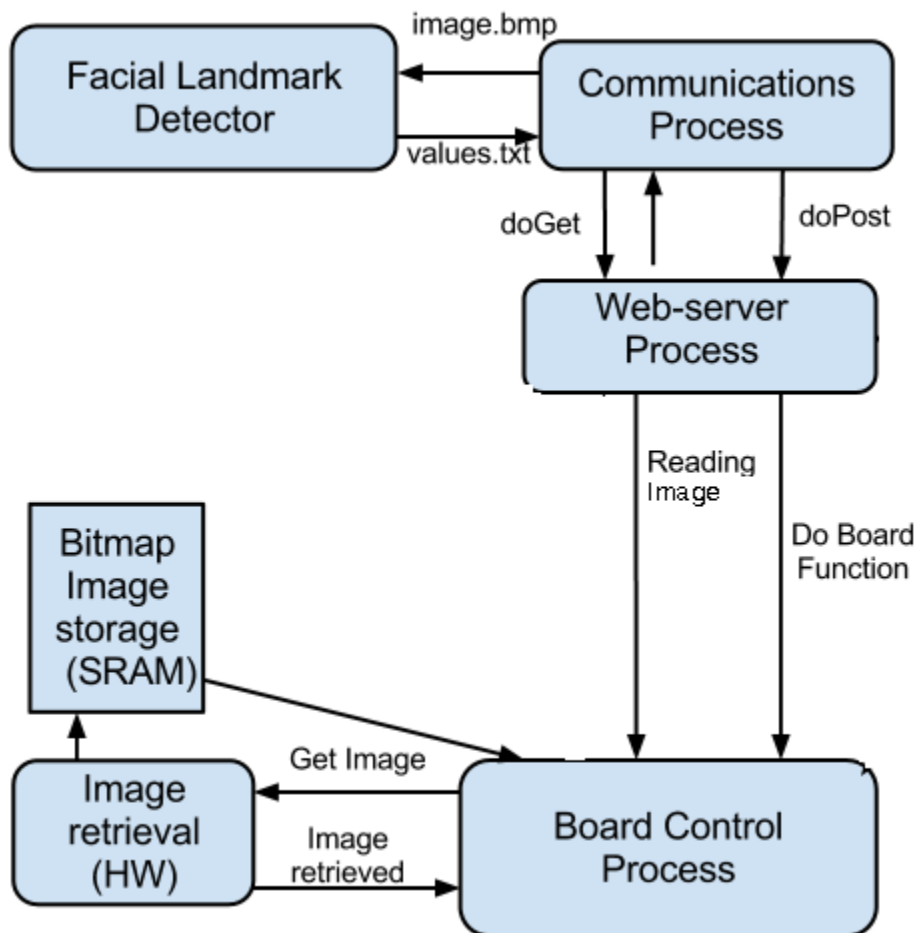 image.bmp
Facial Landmark
Detector
Communications
Process
values.txt
doGet
doPost
Web-server
Process
Reading
Image
Do Board
Function
Bitmap
Image
storage
(SRAM)
Get Image
Image
retrieval
(HW)
Image
retrieved
Board Control
Process